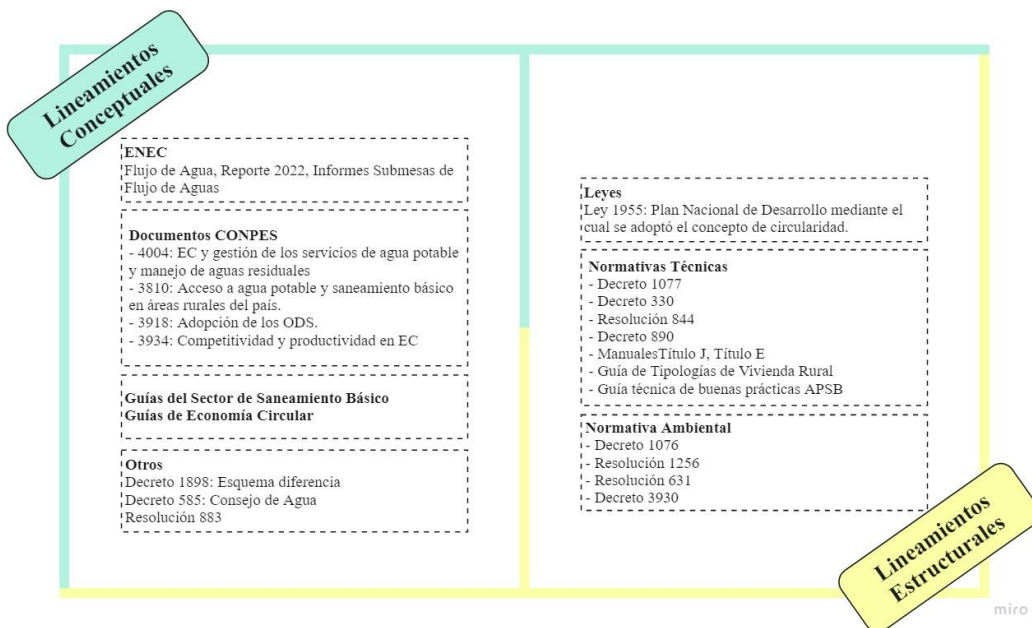 Lineamientos
Conceptuales
ENEC
Flujo de Agua, Reporte 2022, Informes Submesas de
Flujo de Aguas
Documentos CONPES
- 4004: EC y gestión de los servicios de agua potable
y manejo de aguas residuales
- 3810: Acceso a agua potable y saneamiento básico
en áreas rurales del país.
- 3918: Adopción de los ODS.
- 3934: Competitividad y productividad en EC
Guías del Sector de Saneamiento Básico
Guías de Economía Circular
Otros
Decreto 1898: Esquema diferencia
Decreto 585: Consejo de Agua
Resolución 883
Leyes
Ley 1955: Plan Nacional de Desarrollo mediante el
cual se adoptó el concepto de circularidad.
Normativas Técnicas
- Decreto 1077
- Decreto 330
- Resolución 844
- Decreto 890
- ManualesTítulo J, Título E
- Guía de Tipologías de Vivienda Rural
- Guía técnica de buenas prácticas APSB
Normativa Ambiental
- Decreto 1076
- Resolución 1256
- Resolución 631
- Decreto 3930
Lineamientos
Estructurales
miro